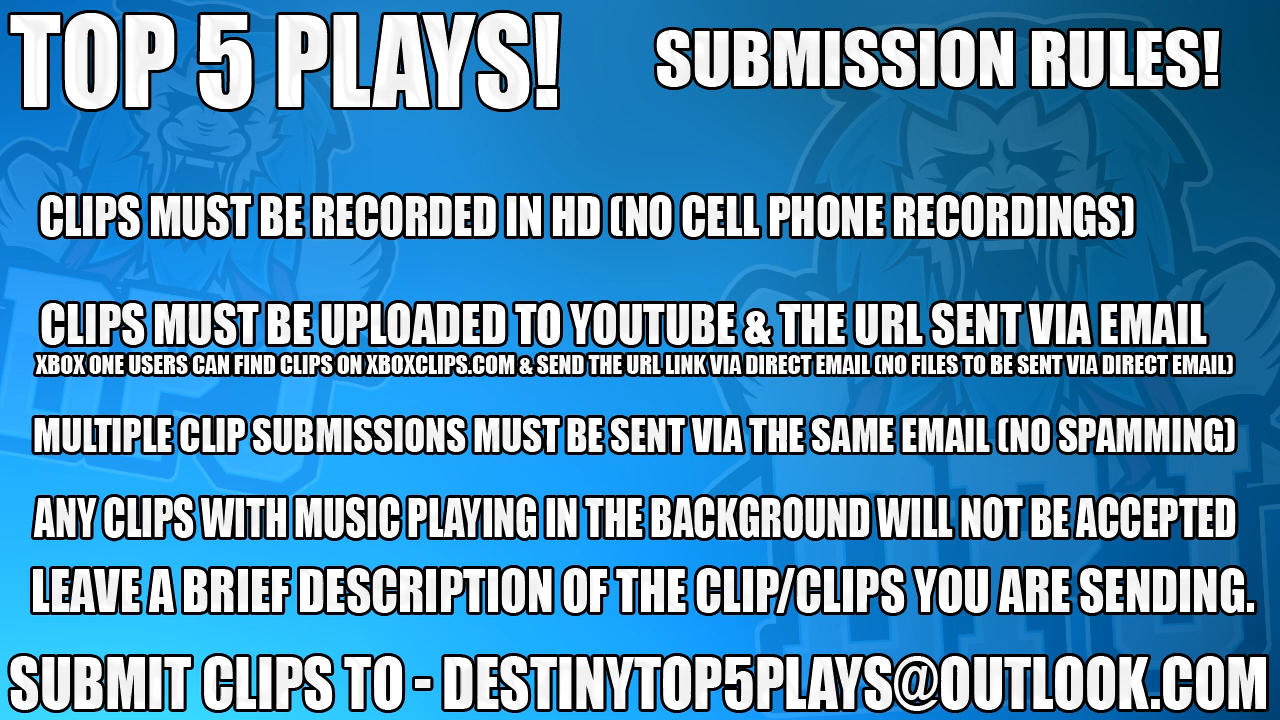 TOP 5 PLAYS!
SUBMISSION RULES!
CLIPS MUST BE RECORDED IN HD (NO CELL PHONE RECORDINGS)
CLIPS MUST BE UPLOADED TO YOUTUBE & THE URL SENT VIA EMAIL
XBOX ONE USERS CAN FIND CLIPS ON XBOXCLIPS.COM & SEND THE URL LINK VIA DIRECT EMAIL (NO FILES TO BE SENT VIA DIRECT EMAIL)
MULTIPLE CLIP SUBMISSIONS MUST BE SENT VIA THE SAME EMAIL (NO SPAMMING)
ANY CLIPS WITH MUSIC PLAYING IN THE BACKGROUND WILL NOT BE ACCEPTED
LEAVE A BRIEF DESCRIPTION OF THE CLIP/CLIPS YOU ARE SENDING.
SUBMIT CLIPS TO - DESTINYTOP5PLAYS@OUTLOOK.COM